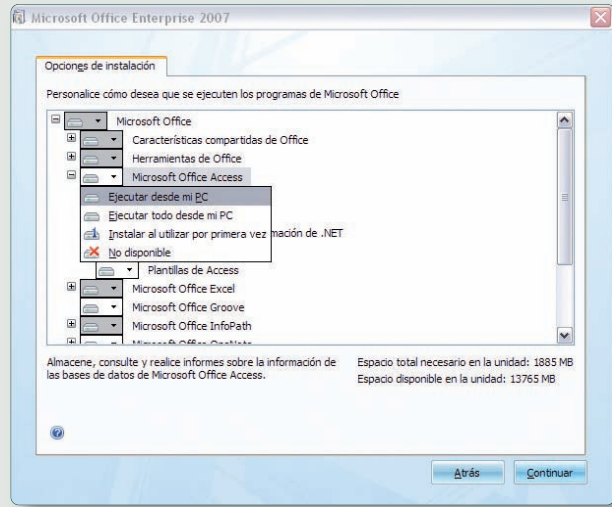 Microsoft Office Enterprise 2007
Opciones de instalación
Personalice cómo desea que se ejecuten los programas de Microsoft Office
Microsoft Office
Características compartidas de Office
Herramientas de Office
Microsoft Office Access
Ejecutar desde mi PC
Ejecutar todo desde mi PC
Instalar al utilizar por primera vez mación de .NET
No disponible
Plantillas de Access
Microsoft Office Excel
Microsoft Office Groove
Microsoft Office InfoPath
Microsoft Office OneNote
Almacene, consulte y realice informes sobre la información de
las bases de datos de Microsoft Office Access.
Espacio total necesario en la unidad: 1885 MB
Espacio disponible en la unidad: 13765 MB
Atrás Continuar